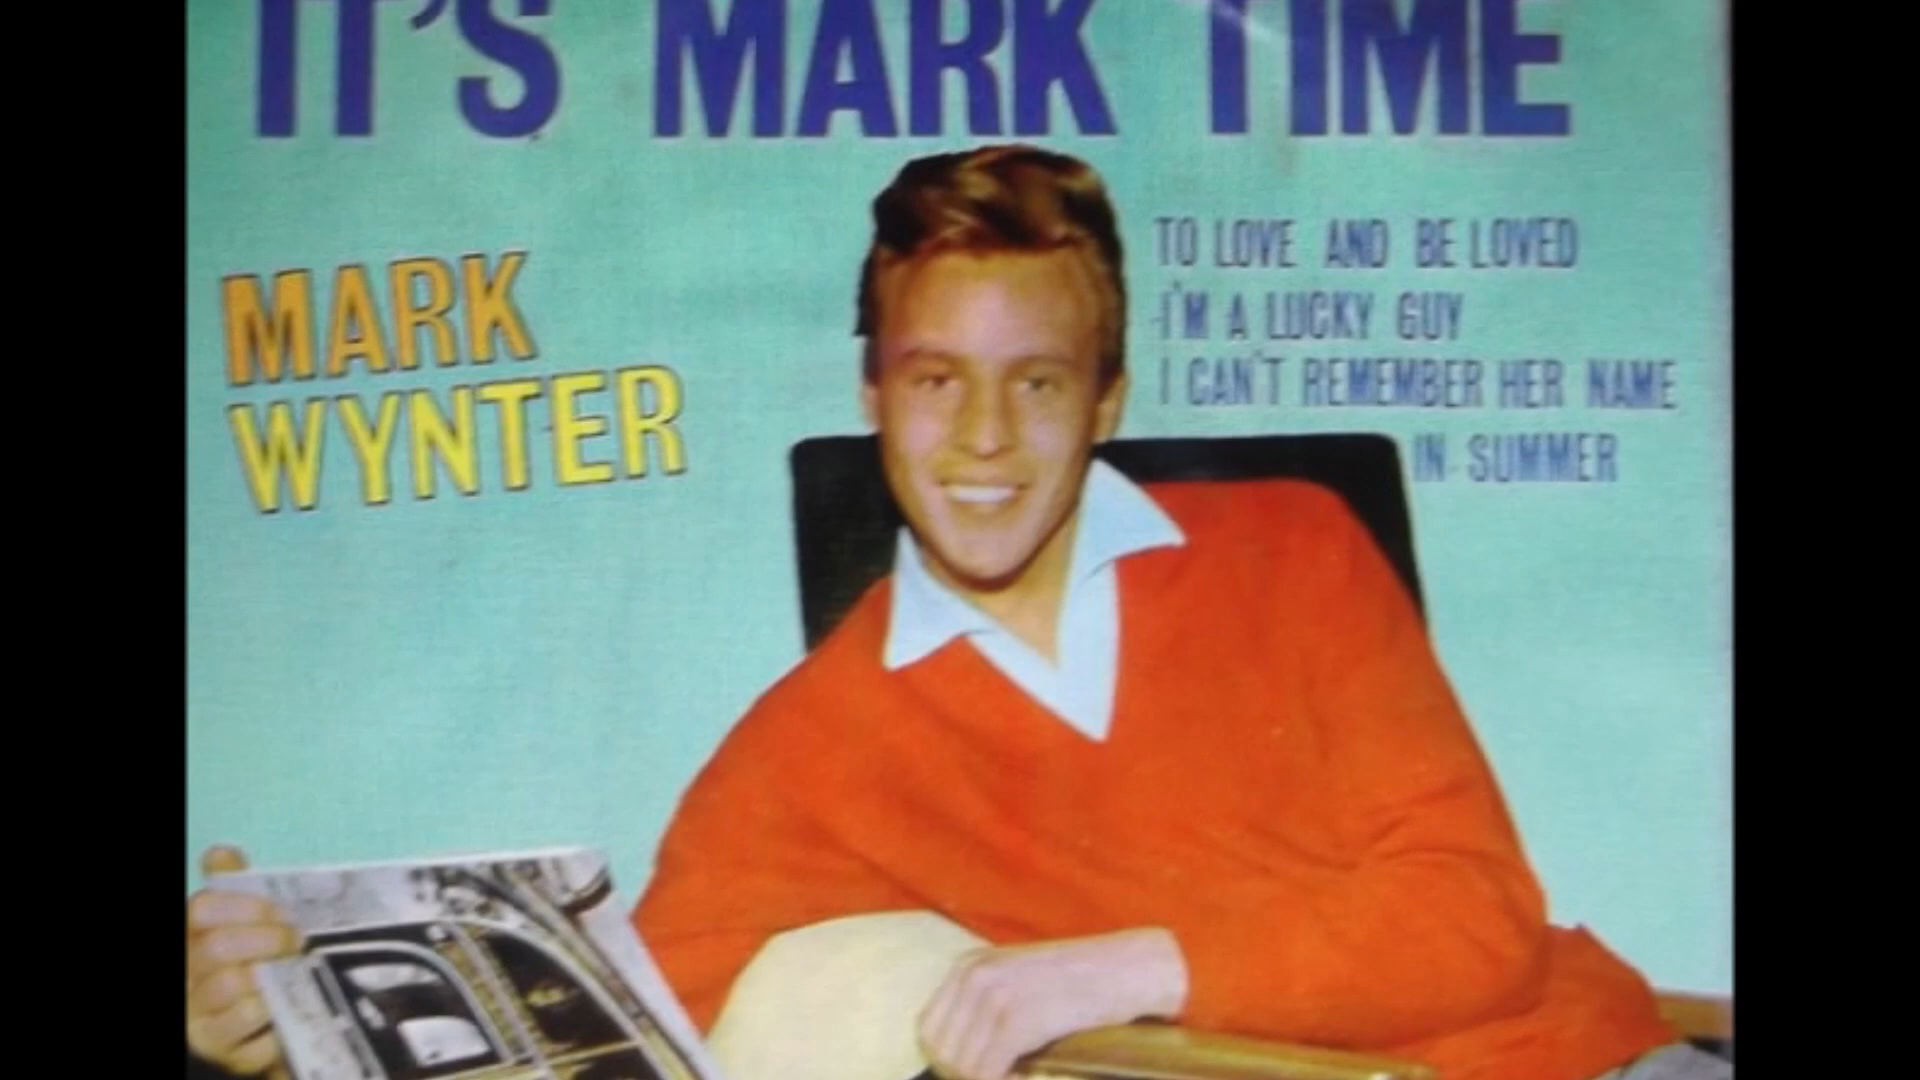 IT'S MARK TIME
MARK
WYNTER
TO LOVE AND BE LOVED
I'M A LUCKY GUY
I CAN'T REMEMBER HER NAME
IN SUMMER